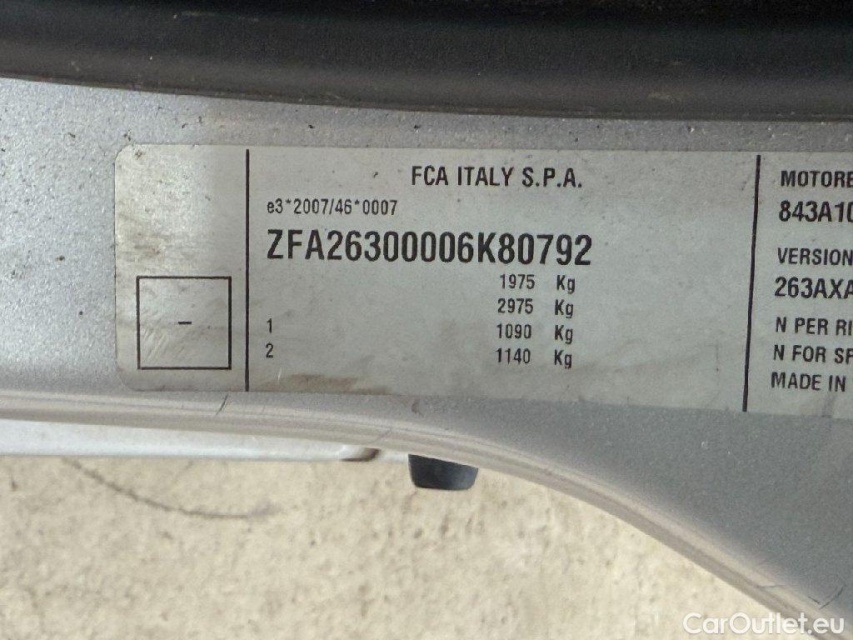 FCA ITALY S.P.A.
e3*2007/46*0007
ZFA26300006K80792
1975 Kg
2975 Kg
1 1090 Kg
2 1140 Kg
-
MOTORE
843A10
VERSION
263AXA
N PER RI
N FOR SP
MADE IN
CarOutlet.eu